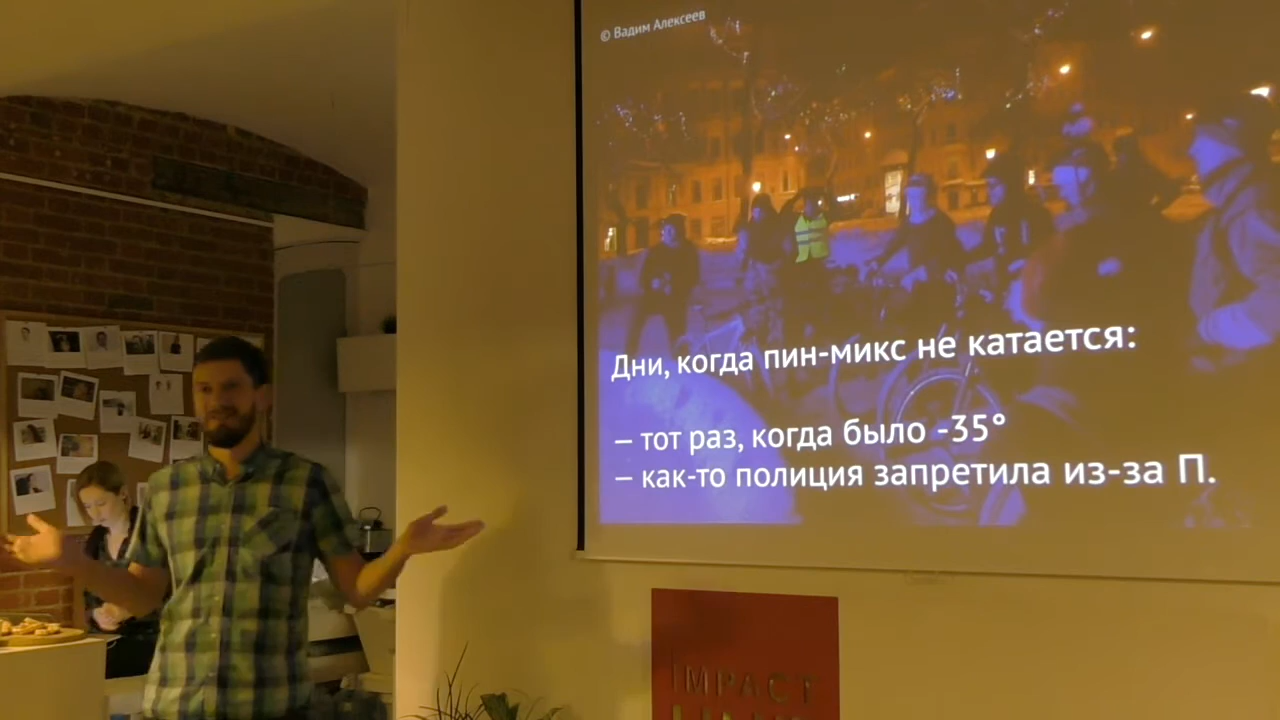 © Вадим Алексеев
Дни, когда пин-микс не катается:
– тот раз, когда было -35°
– как-то полиция запретила из-за П.
IMPACT